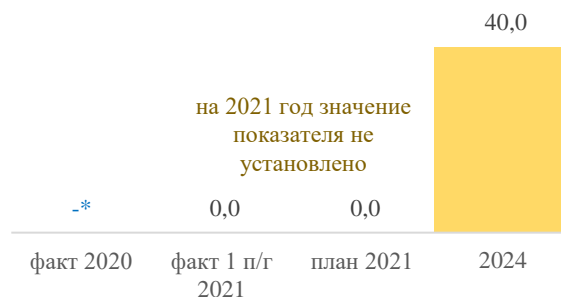 40,0
на 2021 год значение
показателя не
установлено
-*
0,0
0,0
факт 2020
факт 1 п/г
2021
план 2021
2024